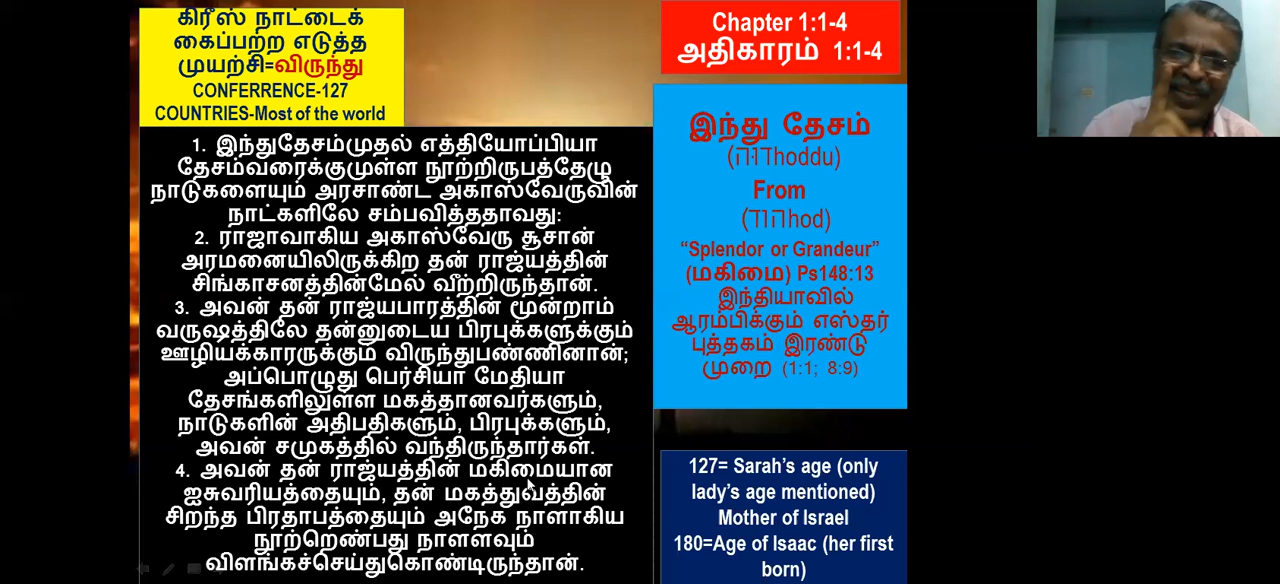 கிரீஸ் நாட்டைக்
கைப்பற்ற எடுத்த
முயற்சி=விருந்து
CONFERRENCE-127
COUNTRIES-Most of the world
1. இந்துதேசம்முதல் எத்தியோப்பியா
தேசம்வரைக்குமுள்ள நூற்றிருபத்தேழு
நாடுகளையும் அரசாண்ட அகாஸ்வேருவின்
நாட்களிலே சம்பவித்ததாவது:
2. ராஜாவாகிய அகாஸ்வேரு சூசான்
அரமனையிலிருக்கிற தன் ராஜ்யத்தின்
சிங்காசனத்தின்மேல் வீற்றிருந்தான்.
3. அவன் தன் ராஜ்யபாரத்தின் மூன்றாம்
வருஷத்திலே தன்னுடைய பிரபுக்களுக்கும்
ஊழியக்காரருக்கும் விருந்துபண்ணினான்;
அப்பொழுது பெர்சியா மேதியா
தேசங்களிலுள்ள மகத்தானவர்களும்,
நாடுகளின் அதிபதிகளும், பிரபுக்களும்,
அவன் சமுகத்தில் வந்திருந்தார்கள்.
4. அவன் தன் ராஜ்யத்தின் மகிமையான
ஐசுவரியத்தையும், தன் மகத்துவத்தின்
சிறந்த பிரதாபத்தையும் அநேக நாளாகிய
நூற்றெண்பது நாளளவும்
விளங்கச்செய்துகொண்டிருந்தான்.
Chapter 1:1-4
அதிகாரம் 1:1-4
இந்து தேசம்
(הֹדּוּhoddu)
From
(הודhod)
“Splendor or Grandeur”
(மகிமை) Ps148:13
இந்தியாவில்
ஆரம்பிக்கும் எஸ்தர்
புத்தகம் இரண்டு
முறை (1:1; 8:9)
127= Sarah’s age (only
lady’s age mentioned)
Mother of Israel
180=Age of Isaac (her first
born)